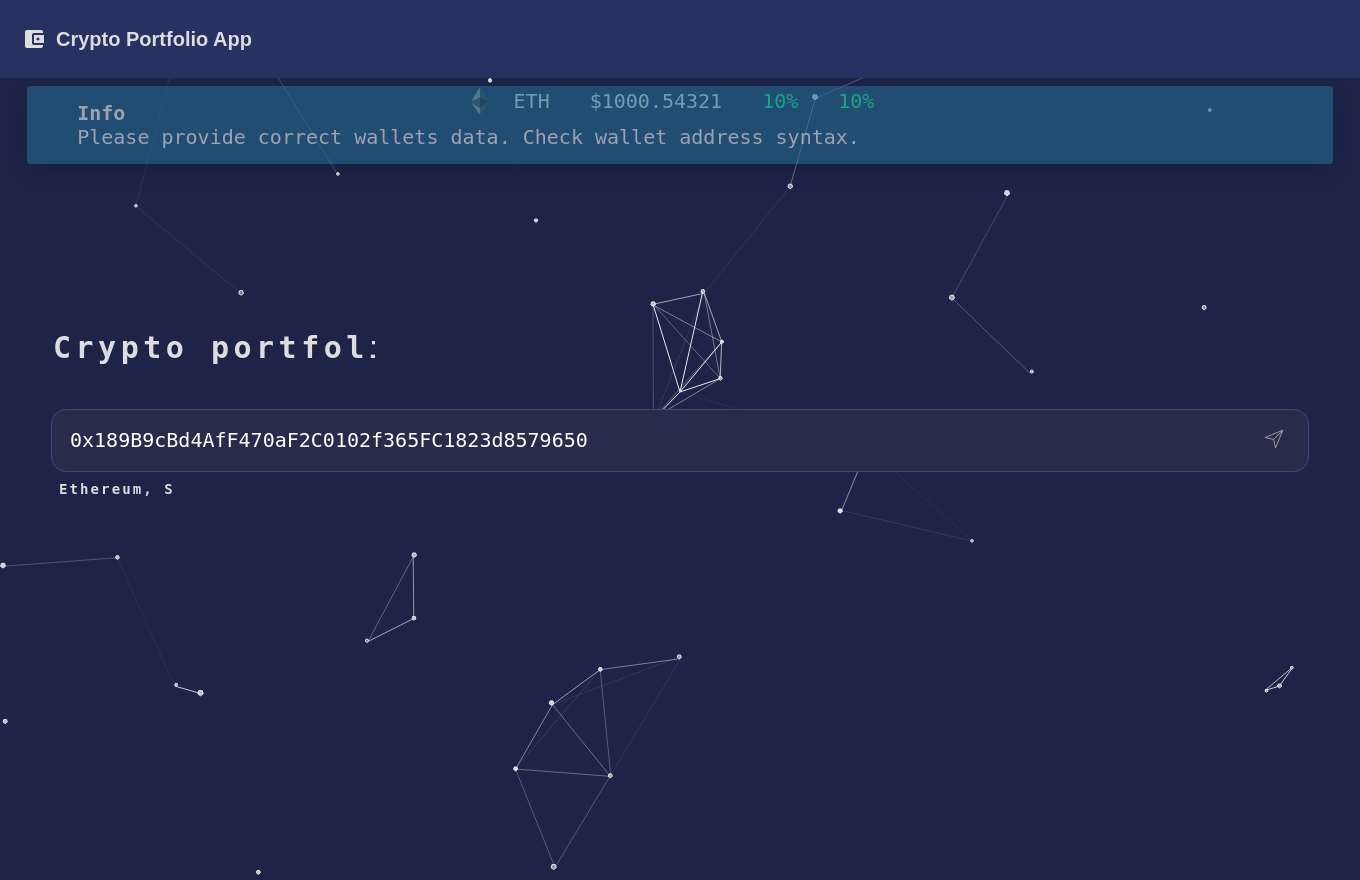 Crypto Portfolio App
ETH $1000.54321 10% 10%
Info
Please provide correct wallets data. Check wallet address syntax.
Crypto portfol:
0x189B9cBd4AfF470aF2C0102f365FC1823d8579650
Ethereum, S